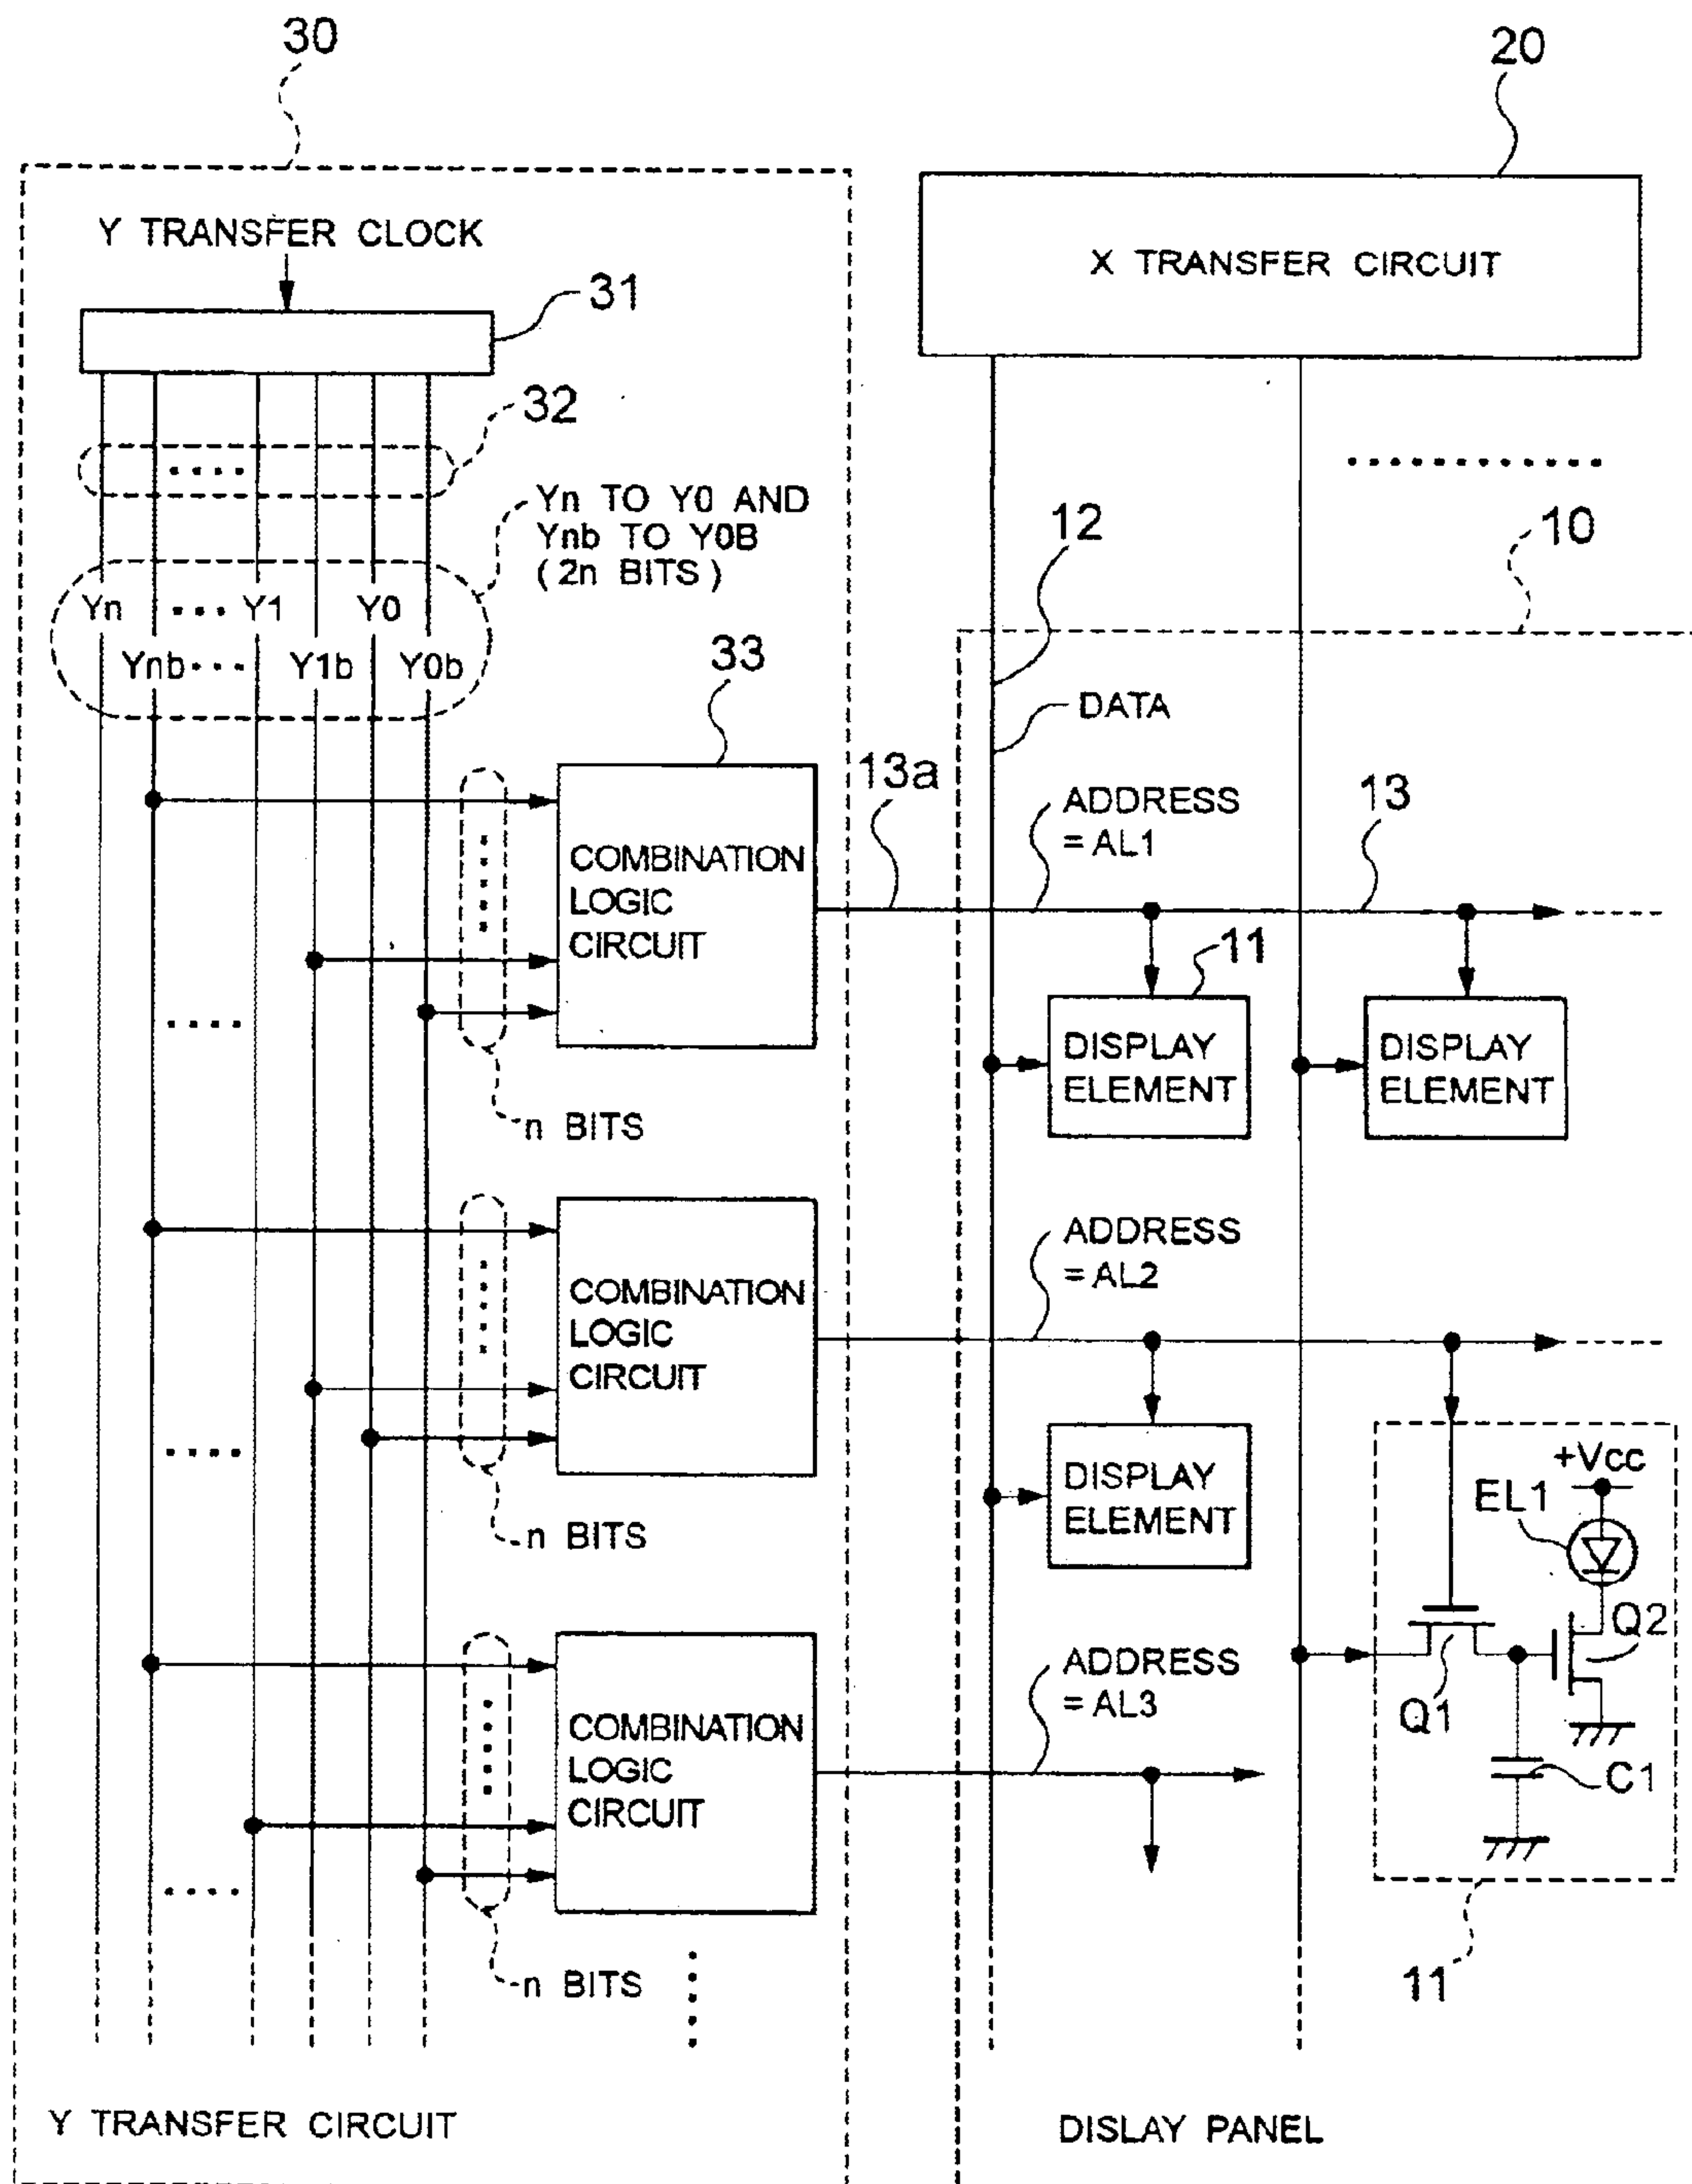 30
20
Y TRANSFER CLOCK
X TRANSFER CIRCUIT
31
32
Yn TO Y0 AND
Ynb TO Y0B
(2n BITS)
12
10
Yn .... Y1 Y0
Ynb.... Y1b Y0b
33
DATA
13a
ADDRESS
= AL1
13
COMBINATION
LOGIC
CIRCUIT
11
DISPLAY
ELEMENT
DISPLAY
ELEMENT
n BITS
ADDRESS
= AL2
COMBINATION
LOGIC
CIRCUIT
+Vcc
EL1
DISPLAY
ELEMENT
n BITS
Q2
ADDRESS
= AL3
Q1
COMBINATION
LOGIC
CIRCUIT
C1
n BITS
11
Y TRANSFER CIRCUIT
DISLAY PANEL